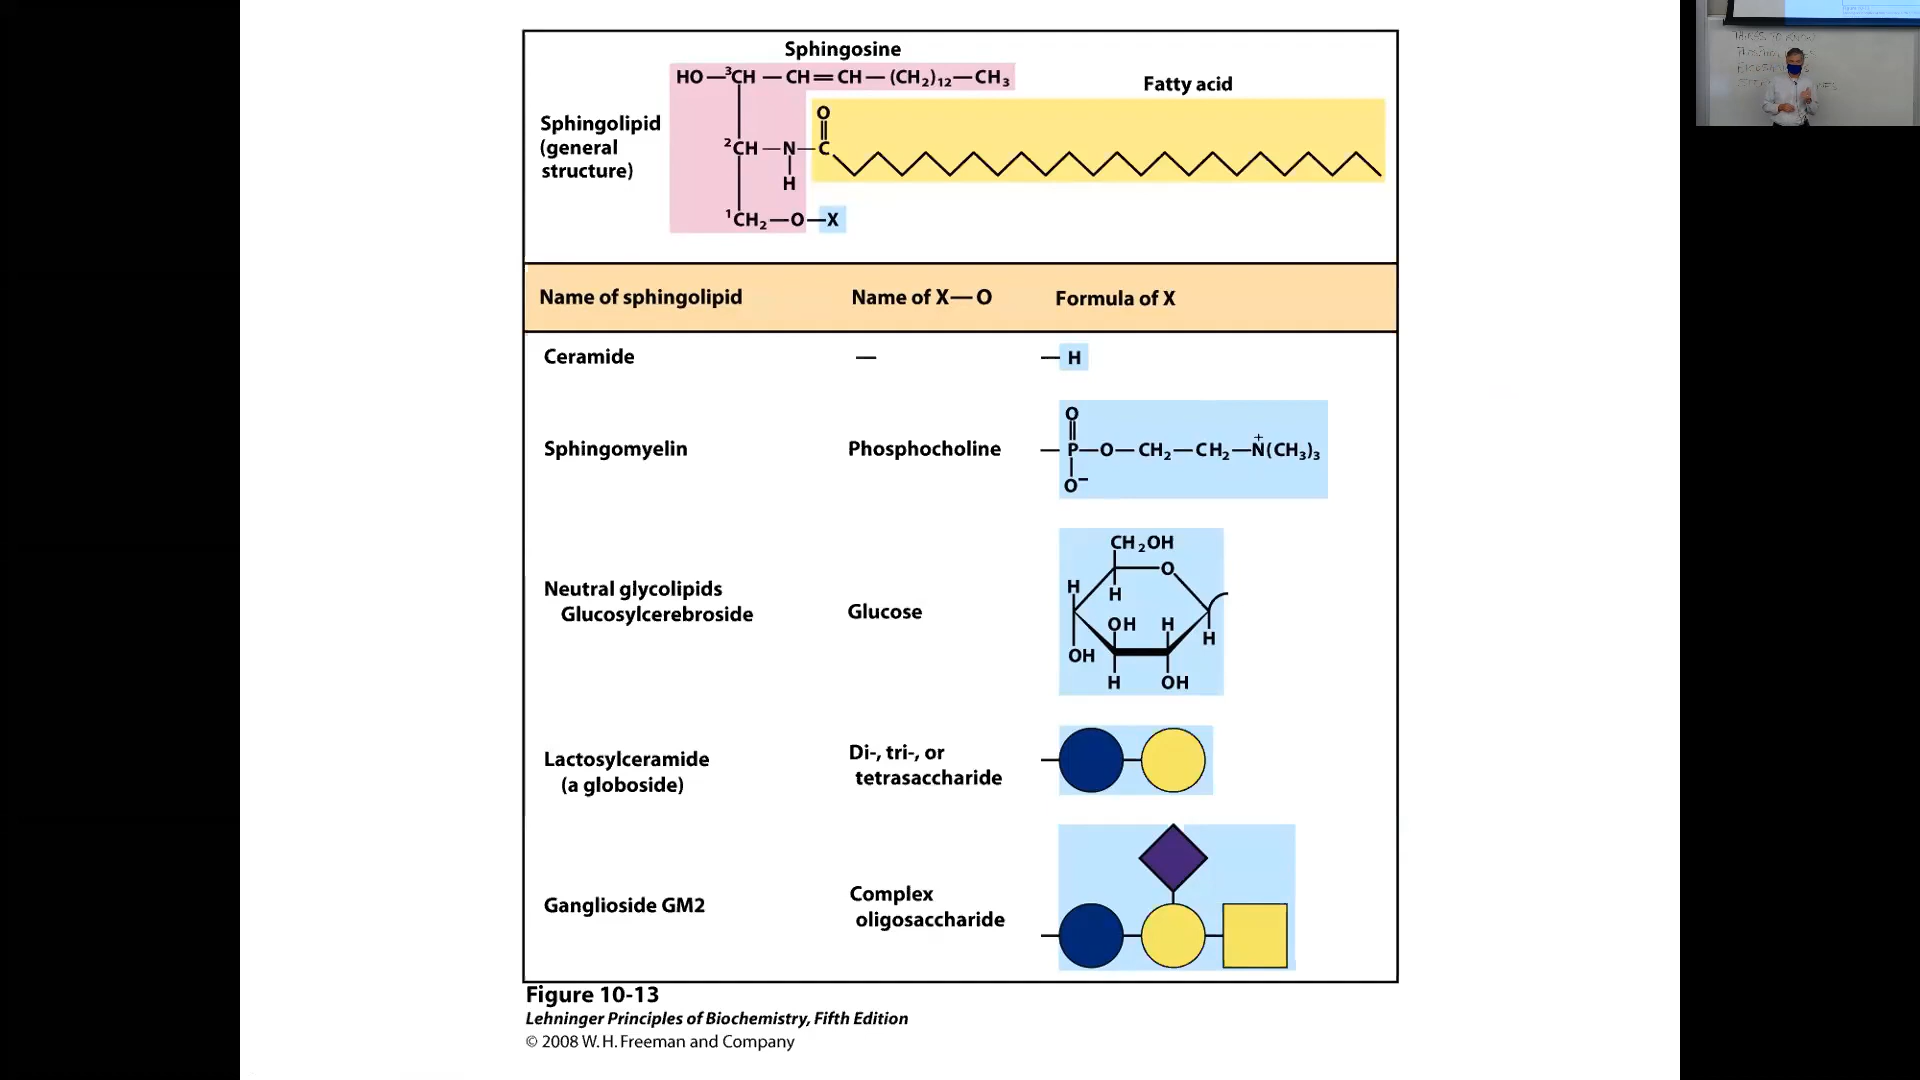 Sphingosine
HO—³CH—CH=CH—(CH₂)₁₂—CH₃
Fatty acid
Sphingolipid
(general
structure)
O
²CH—N—C
H
¹CH₂—O—X
Name of sphingolipid Name of X—O Formula of X
Ceramide — —H
Sphingomyelin Phosphocholine
O
—P—O—CH₂—CH₂—N⁺(CH₃)₃
O⁻
Neutral glycolipids
Glucosylcerebroside
Glucose
CH₂OH
O
H
H
OH H
H
OH
H OH
Lactosylceramide
(a globoside)
Di-, tri-, or
tetrasaccharide
Ganglioside GM2
Complex
oligosaccharide
Figure 10-13
Lehninger Principles of Biochemistry, Fifth Edition
© 2008 W. H. Freeman and Company
THINGS TO KNOW